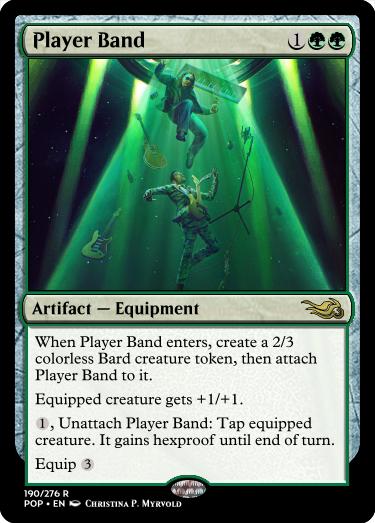 Player Band 1
Artifact — Equipment
When Player Band enters, create a 2/3
colorless Bard creature token, then attach
Player Band to it.
Equipped creature gets +1/+1.
1, Unattach Player Band: Tap equipped
creature. It gains hexproof until end of turn.
Equip 3
190/276 R
POP • EN Christina P. Myrvold